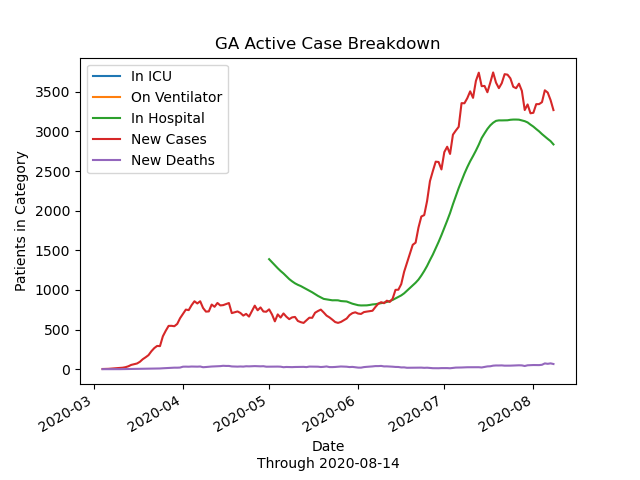 GA Active Case Breakdown
In ICU
On Ventilator
In Hospital
New Cases
New Deaths
Patients in Category
3500
3000
2500
2000
1500
1000
500
0
2020-03
2020-04
2020-05
2020-06
2020-07
2020-08
Date
Through 2020-08-14